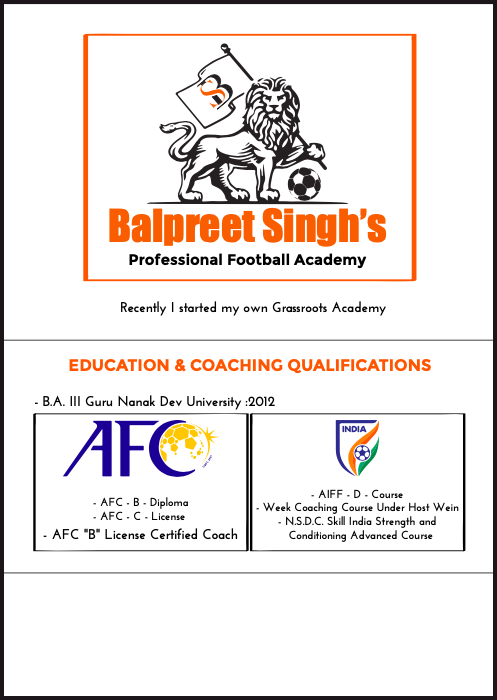 BS
Balpreet Singh's
Professional Football Academy
Recently I started my own Grassroots Academy
EDUCATION & COACHING QUALIFICATIONS
- B.A. III Guru Nanak Dev University :2012
AFC
- AFC - B - Diploma
- AFC - C - License
- AFC "B" License Certified Coach
INDIA
- AIFF - D - Course
- Week Coaching Course Under Host Wein
- N.S.D.C. Skill India Strength and
Conditioning Advanced Course